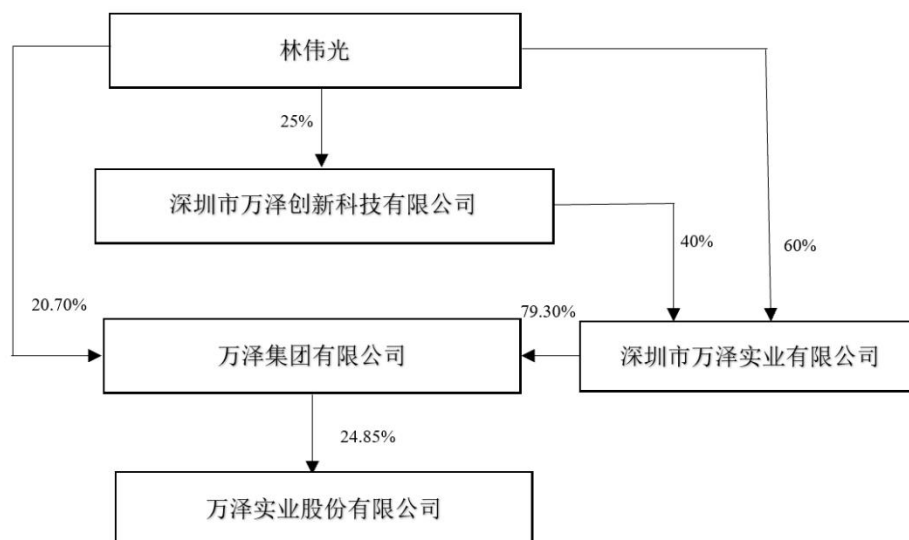 林伟光
25%
深圳市万泽创新科技有限公司
40%
60%
20.70%
79.30%
万泽集团有限公司
深圳市万泽实业有限公司
24.85%
万泽实业股份有限公司